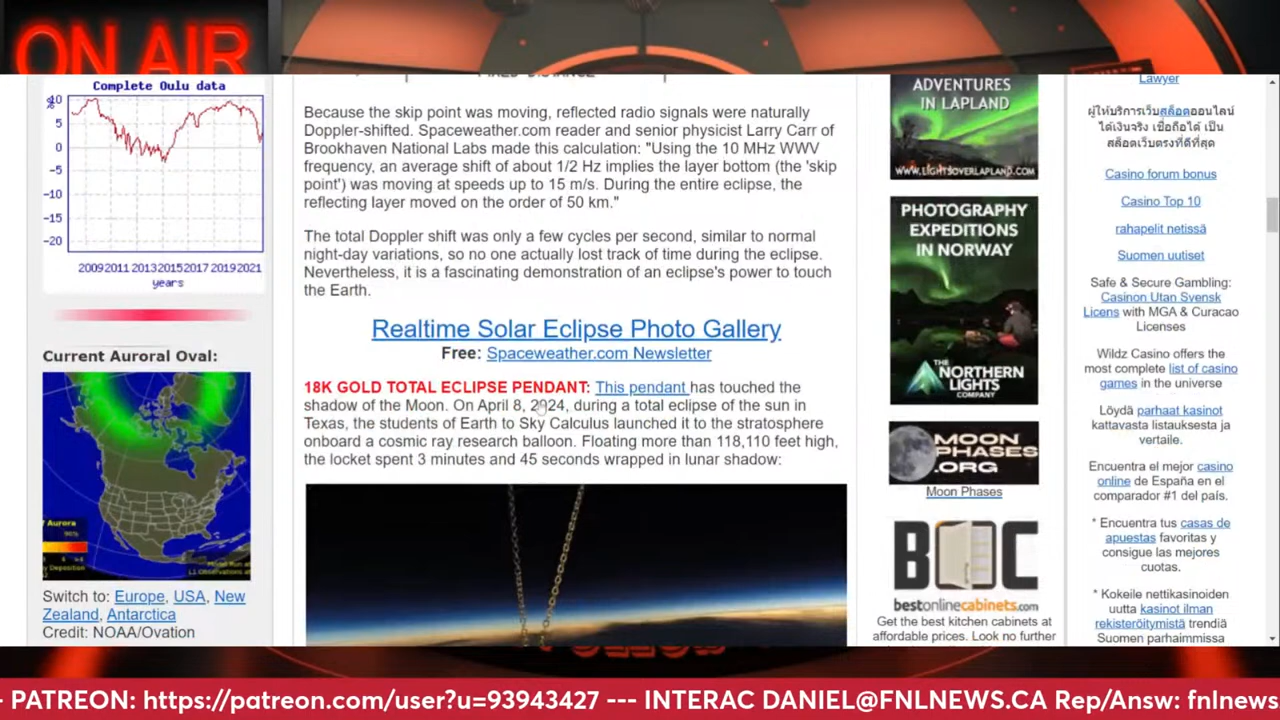 ON AIR
Complete Oulu data
%
10
5
0
-5
-10
-15
-20
2009 2011 2013 2015 2017 2019 2021
years
Current Auroral Oval:
Aurora
Switch to: Europe, USA, New
Zealand, Antarctica
Credit: NOAA/Ovation
Because the skip point was moving, reflected radio signals were naturally
Doppler-shifted. Spaceweather.com reader and senior physicist Larry Carr of
Brookhaven National Labs made this calculation: "Using the 10 MHz WWV
frequency, an average shift of about 1/2 Hz implies the layer bottom (the 'skip
point') was moving at speeds up to 15 m/s. During the entire eclipse, the
reflecting layer moved on the order of 50 km."
The total Doppler shift was only a few cycles per second, similar to normal
night-day variations, so no one actually lost track of time during the eclipse.
Nevertheless, it is a fascinating demonstration of an eclipse's power to touch
the Earth.
Realtime Solar Eclipse Photo Gallery
Free: Spaceweather.com Newsletter
18K GOLD TOTAL ECLIPSE PENDANT: This pendant has touched the
shadow of the Moon. On April 8, 2024, during a total eclipse of the sun in
Texas, the students of Earth to Sky Calculus launched it to the stratosphere
onboard a cosmic ray research balloon. Floating more than 118,110 feet high,
the locket spent 3 minutes and 45 seconds wrapped in lunar shadow:
ADVENTURES
IN LAPLAND
WWW.LIGHTSOVERLAPLAND.COM
PHOTOGRAPHY
EXPEDITIONS
IN NORWAY
THE
NORTHERN
LIGHTS
COMPANY
MOON
PHASES
.ORG
Moon Phases
BOC
bestonlinecabinets.com
Get the best kitchen cabinets at
affordable prices. Look no further
Lawyer
ผู้ให้บริการเว็บสล็อตออนไลน์
ได้เงินจริง เชื่อถือได้ เป็น
สล็อตเว็บตรงที่ดีที่สุด
Casino forum bonus
Casino Top 10
rahapelit netissä
Suomen uutiset
Safe & Secure Gambling:
Casinon Utan Svensk
Licens with MGA & Curacao
Licenses
Wildz Casino offers the
most complete list of casino
games in the universe
Löydä parhaat kasinot
kattavasta listauksesta ja
vertaile.
Encuentra el mejor casino
online de España en el
comparador #1 del país.
* Encuentra tus casas de
apuestas favoritas y
consigue las mejores
cuotas.
* Kokeile nettikasinoiden
uutta kasinot ilman
rekisteröitymistä trendiä
Suomen parhaimmissa
- PATREON: https://patreon.com/user?u=93943427 --- INTERAC DANIEL@FNLNEWS.CA Rep/Answ: fnlnews